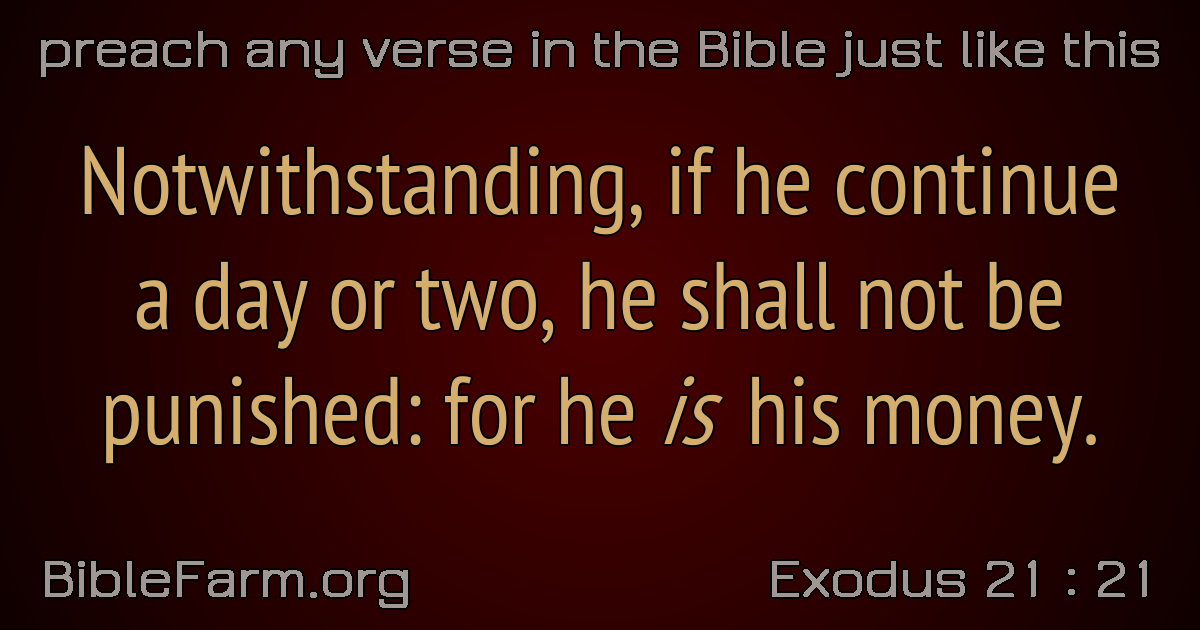 preach any verse in the Bible just like this
Notwithstanding, if he continue
a day or two, he shall not be
punished: for he is his money.
BibleFarm.org
Exodus 21 : 21